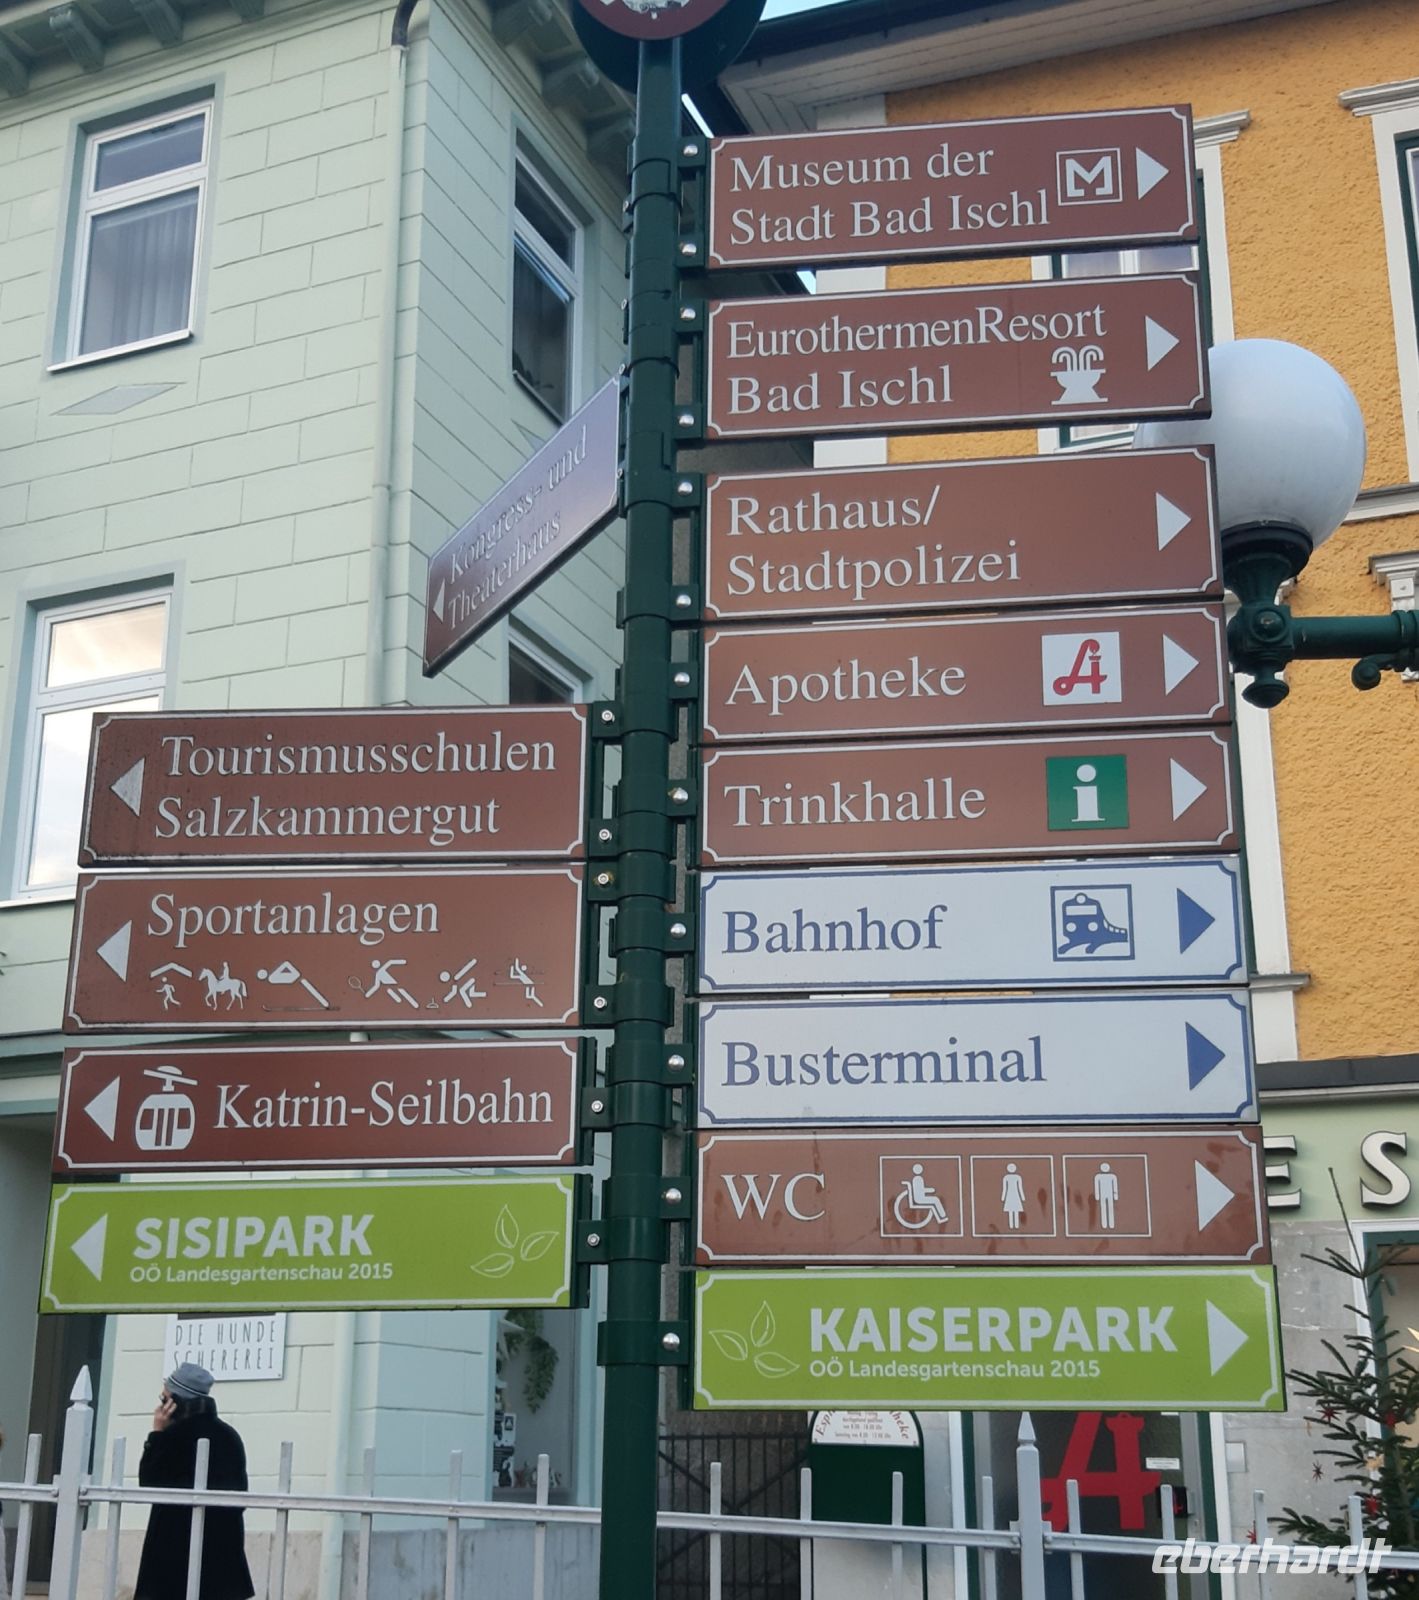 Museum der
Stadt Bad Ischl
EurothermenResort
Bad Ischl
Kongress- und
Theaterhaus
Rathaus/
Stadtpolizei
Apotheke
Trinkhalle
i
Bahnhof
Busterminal
WC
KAISERPARK
OÖ Landesgartenschau 2015
Tourismusschulen
Salzkammergut
Sportanlagen
Katrin-Seilbahn
SISIPARK
OÖ Landesgartenschau 2015
DIE HUNDE
SCHEREREI
E S
eberhardt